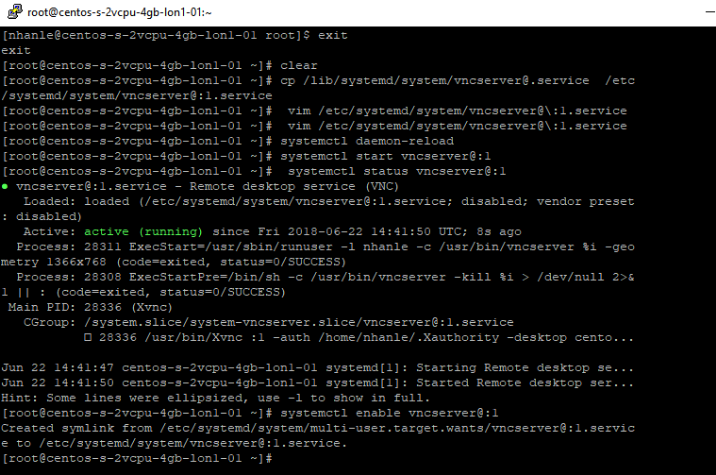 root@centos-s-2vcpu-4gb-lon1-01:~
[nhanle@centos-s-2vcpu-4gb-lon1-01 root]$ exit
exit
[root@centos-s-2vcpu-4gb-lon1-01 ~]# clear
[root@centos-s-2vcpu-4gb-lon1-01 ~]# cp /lib/systemd/system/vncserver@.service  /etc
/systemd/system/vncserver@:1.service
[root@centos-s-2vcpu-4gb-lon1-01 ~]#  vim /etc/systemd/system/vncserver@\:1.service
[root@centos-s-2vcpu-4gb-lon1-01 ~]#  vim /etc/systemd/system/vncserver@\:1.service
[root@centos-s-2vcpu-4gb-lon1-01 ~]# systemctl daemon-reload
[root@centos-s-2vcpu-4gb-lon1-01 ~]# systemctl start vncserver@:1
[root@centos-s-2vcpu-4gb-lon1-01 ~]#  systemctl status vncserver@:1
● vncserver@:1.service - Remote desktop service (VNC)
   Loaded: loaded (/etc/systemd/system/vncserver@:1.service; disabled; vendor preset
: disabled)
   Active: active (running) since Fri 2018-06-22 14:41:50 UTC; 8s ago
  Process: 28311 ExecStart=/usr/sbin/runuser -l nhanle -c /usr/bin/vncserver %i -geo
metry 1366x768 (code=exited, status=0/SUCCESS)
  Process: 28308 ExecStartPre=/bin/sh -c /usr/bin/vncserver -kill %i > /dev/null 2>&
1 || : (code=exited, status=0/SUCCESS)
 Main PID: 28336 (Xvnc)
   CGroup: /system.slice/system-vncserver.slice/vncserver@:1.service
           □ 28336 /usr/bin/Xvnc :1 -auth /home/nhanle/.Xauthority -desktop cento...

Jun 22 14:41:47 centos-s-2vcpu-4gb-lon1-01 systemd[1]: Starting Remote desktop se...
Jun 22 14:41:50 centos-s-2vcpu-4gb-lon1-01 systemd[1]: Started Remote desktop ser...
Hint: Some lines were ellipsized, use -l to show in full.
[root@centos-s-2vcpu-4gb-lon1-01 ~]# systemctl enable vncserver@:1
Created symlink from /etc/systemd/system/multi-user.target.wants/vncserver@:1.servic
e to /etc/systemd/system/vncserver@:1.service.
[root@centos-s-2vcpu-4gb-lon1-01 ~]#